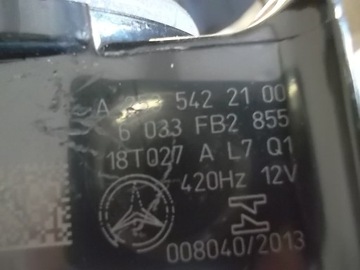 A 542 21 00
6 033 FB2 855
18T027 A L7 Q1
420Hz 12V
008040/2013